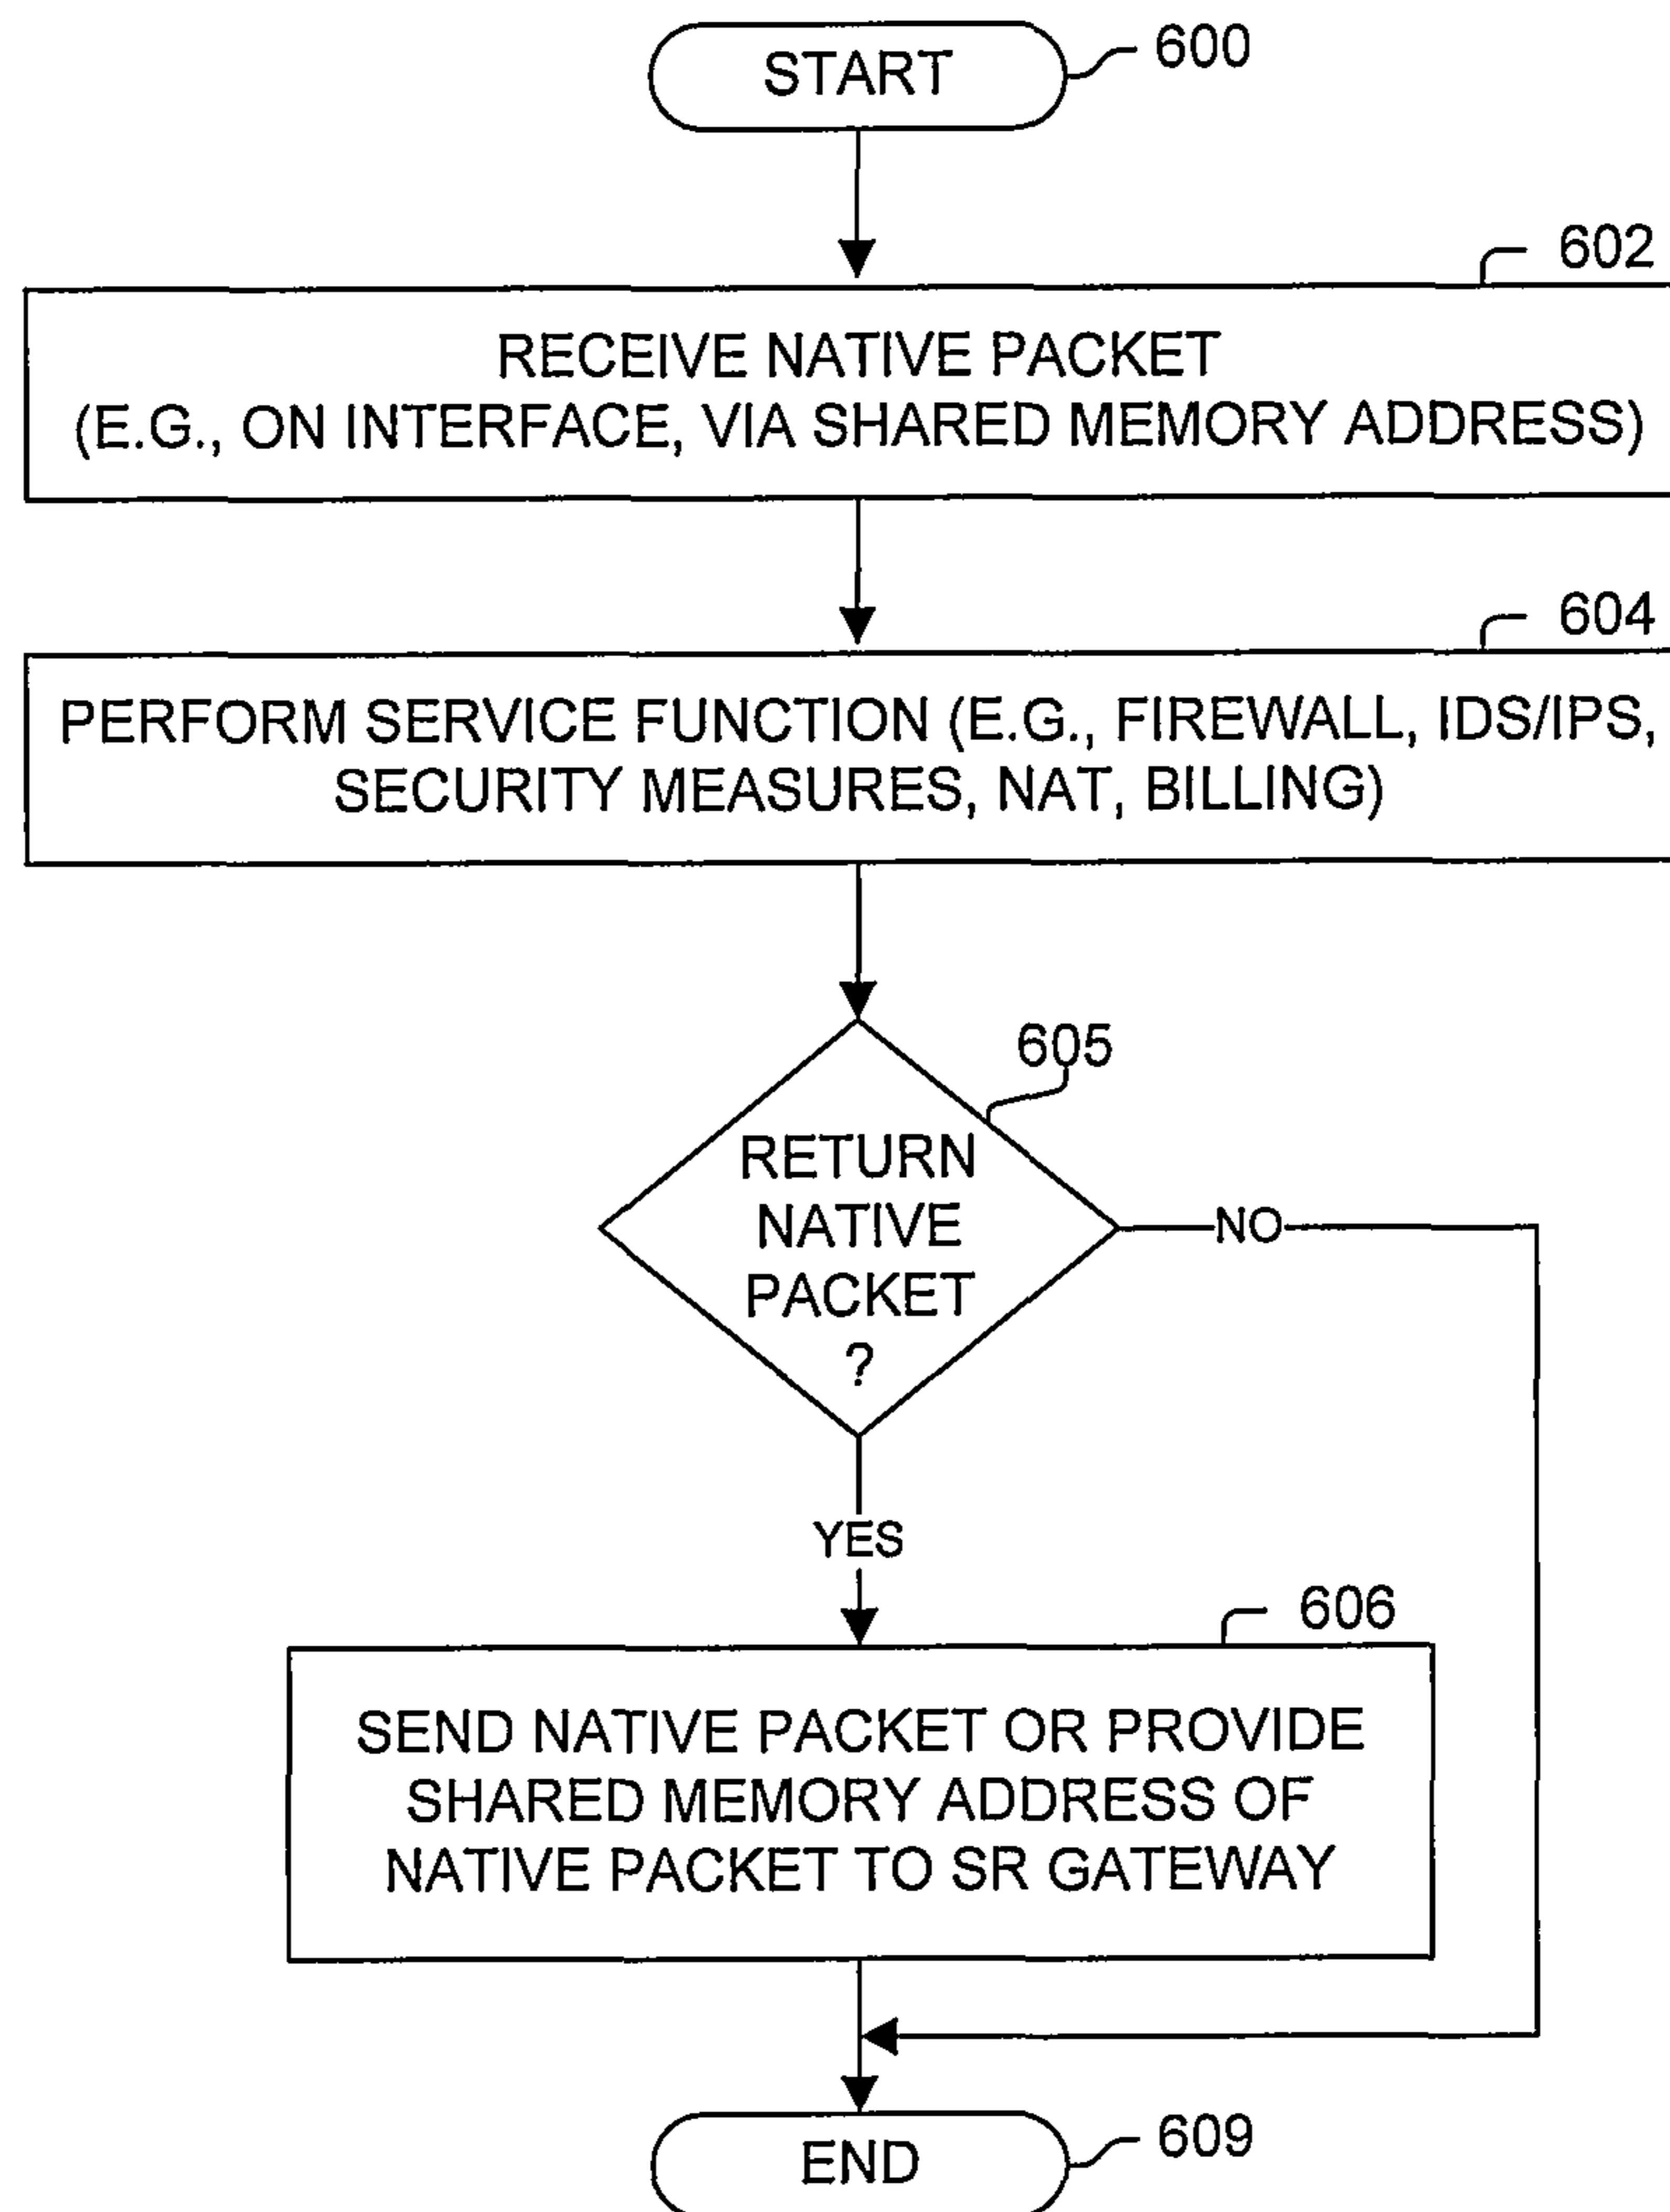 START
600
602
RECEIVE NATIVE PACKET
(E.G., ON INTERFACE, VIA SHARED MEMORY ADDRESS)
604
PERFORM SERVICE FUNCTION (E.G., FIREWALL, IDS/IPS,
SECURITY MEASURES, NAT, BILLING)
605
RETURN
NATIVE
PACKET
?
NO
YES
606
SEND NATIVE PACKET OR PROVIDE
SHARED MEMORY ADDRESS OF
NATIVE PACKET TO SR GATEWAY
END
609